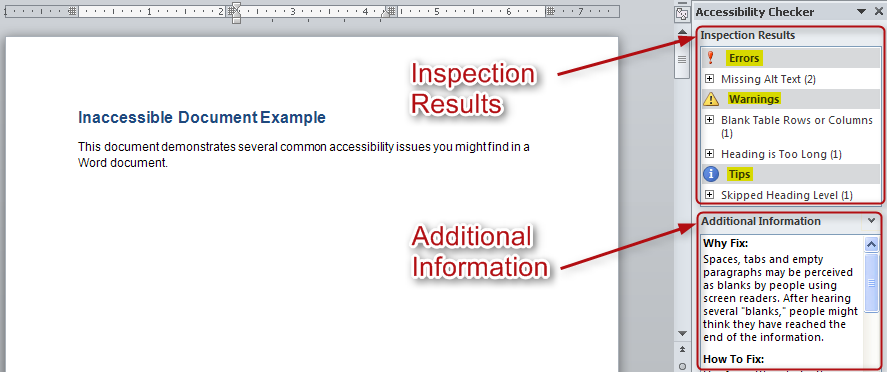 1 2 3 4 5 6 7
Inaccessible Document Example
This document demonstrates several common accessibility issues you might find in a
Word document.
Inspection
Results
Additional
Information
Accessibility Checker
Inspection Results
Errors
Missing Alt Text (2)
Warnings
Blank Table Rows or Columns
(1)
Heading is Too Long (1)
Tips
Skipped Heading Level (1)
Additional Information
Why Fix:
Spaces, tabs and empty
paragraphs may be perceived
as blanks by people using
screen readers. After hearing
several "blanks," people might
think they have reached the
end of the information.
How To Fix: